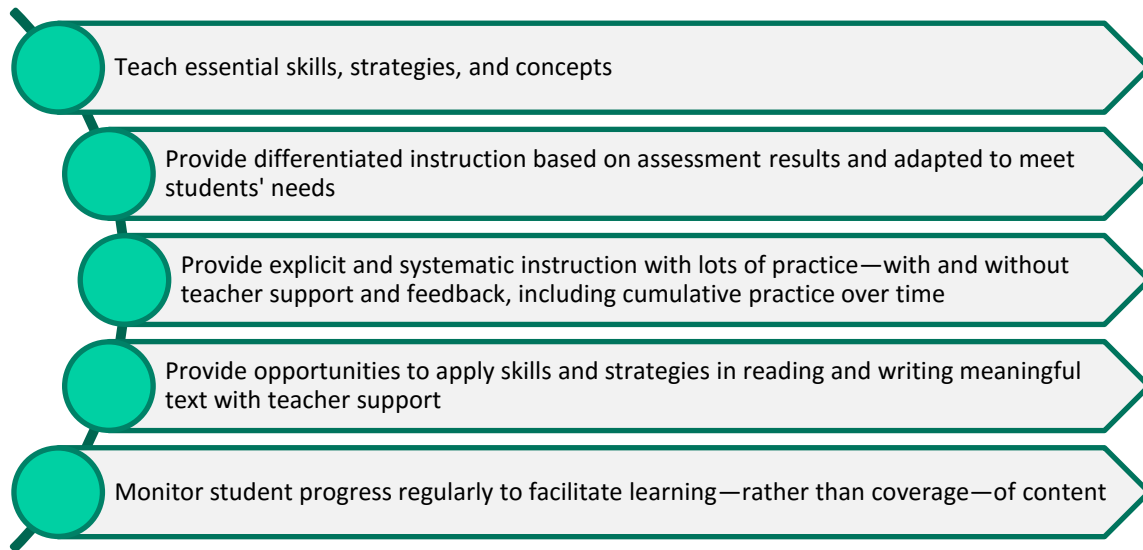 Teach essential skills, strategies, and concepts
Provide differentiated instruction based on assessment results and adapted to meet
students' needs
Provide explicit and systematic instruction with lots of practice—with and without
teacher support and feedback, including cumulative practice over time
Provide opportunities to apply skills and strategies in reading and writing meaningful
text with teacher support
Monitor student progress regularly to facilitate learning—rather than coverage—of content